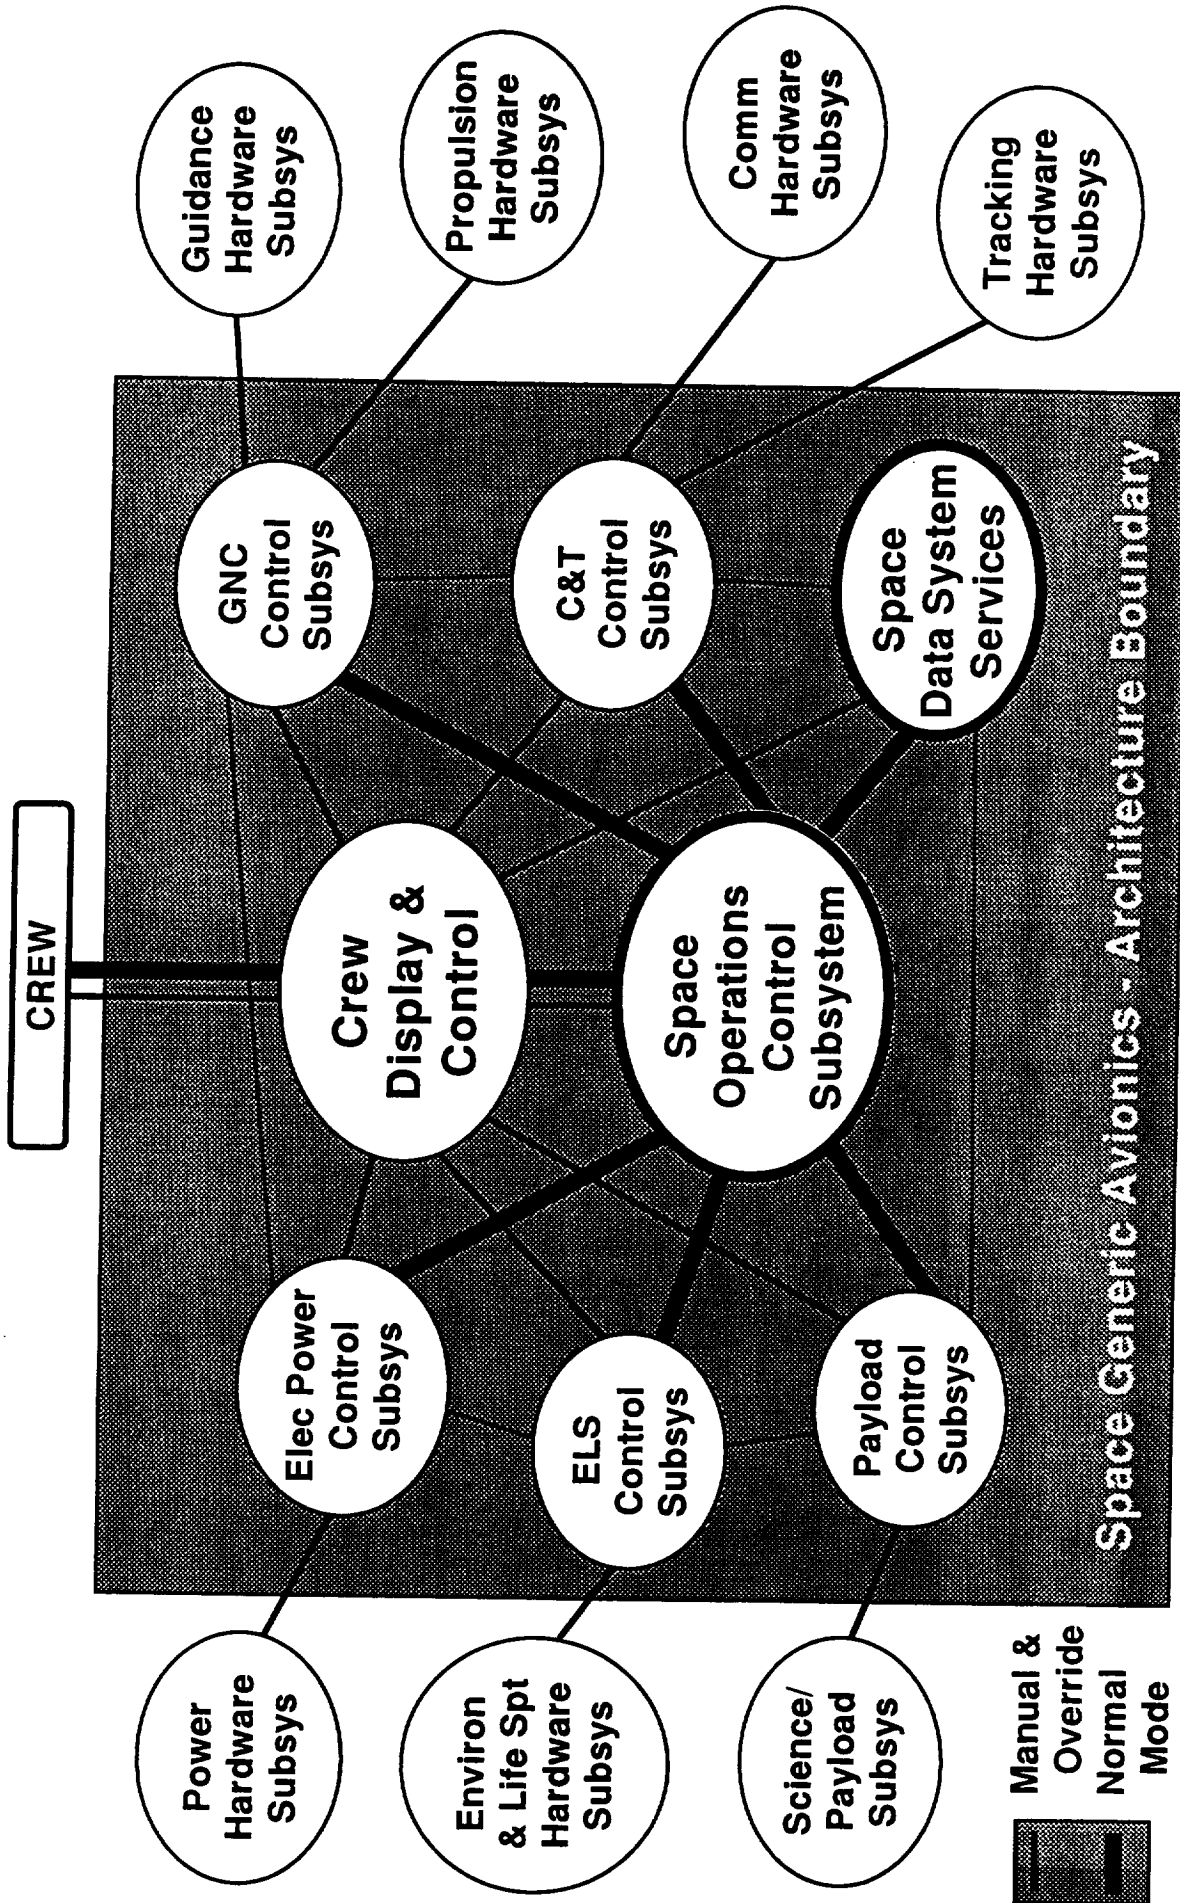 CREW
Power
Hardware
Subsys
Environ
& Life Spt
Hardware
Subsys
Science/
Payload
Subsys
Elec Power
Control
Subsys
ELS
Control
Subsys
Payload
Control
Subsys
Crew
Display &
Control
Space
Operations
Control
Subsystem
GNC
Control
Subsys
C&T
Control
Subsys
Space
Data System
Services
Guidance
Hardware
Subsys
Propulsion
Hardware
Subsys
Comm
Hardware
Subsys
Tracking
Hardware
Subsys
Manual &
Override
Normal
Mode
Space Generic Avionics - Architecture Boundary